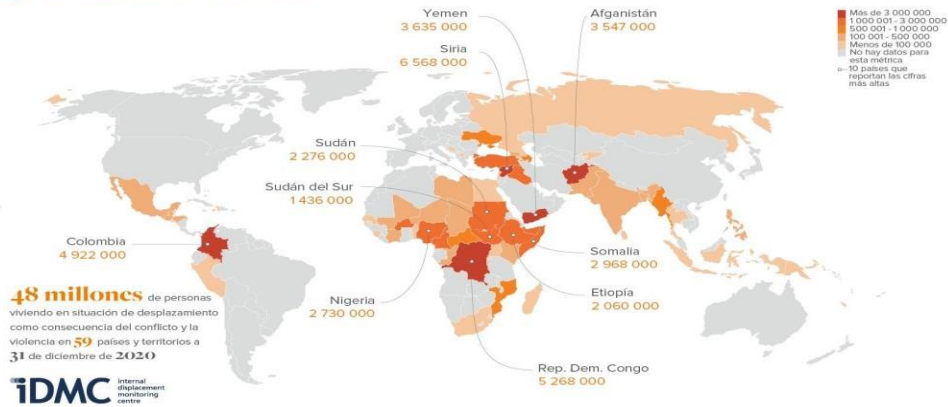 Yemen
3 635 000
Siria
6 568 000
Afganistán
3 547 000
Más de 3 000 000
1 000 001 - 3 000 000
500 001 - 1 000 000
100 001 - 500 000
Menos de 100 000
No hay datos para
esta métrica
10 países que
reportan las cifras
más altas
Sudán
2 276 000
Sudán del Sur
1 436 000
Colombia
4 922 000
Somalia
2 968 000
Etiopía
2 060 000
Nigeria
2 730 000
Rep. Dem. Congo
5 268 000
48 millones de personas
viviendo en situación de desplazamiento
como consecuencia del conflicto y la
violencia en 59 países y territorios a
31 de diciembre de 2020
iDMC
internal
displacement
monitoring
centre